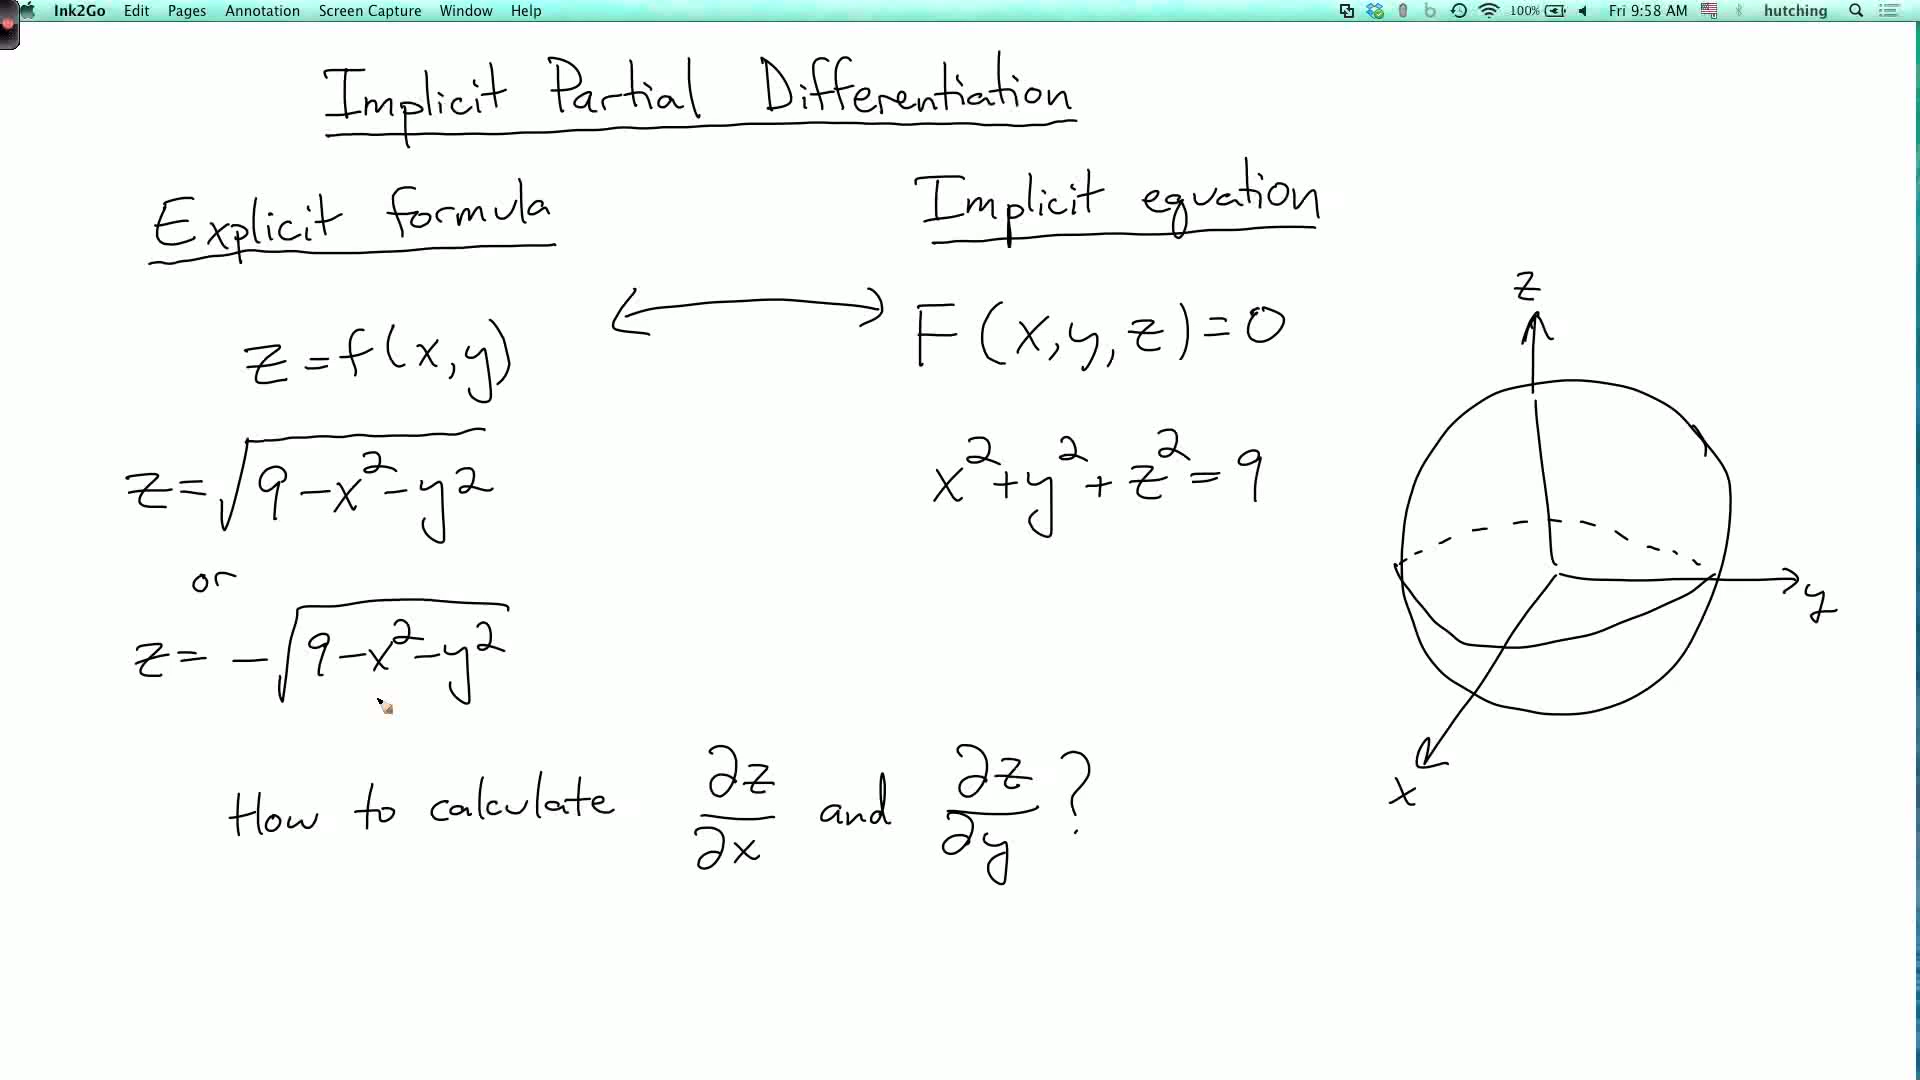 Ink2Go Edit Pages Annotation Screen Capture Window Help 100% Fri 9:58 AM hutching
Implicit Partial Differentiation
Explicit formula
Implicit equation
z = f(x,y)
F(x,y,z)=0
z=√(9-x²-y²)
x²+y²+z²=9
or
z= -√(9-x²-y²)
How to calculate ∂z/∂x and ∂z/∂y ?
z
y
x